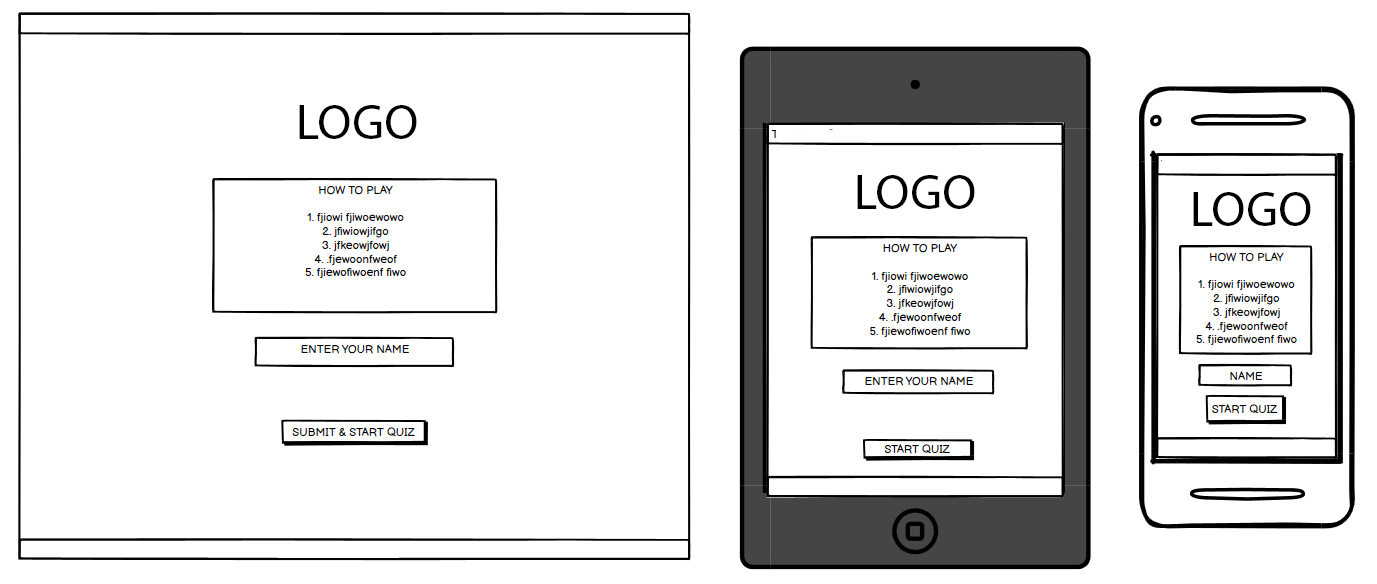 LOGO
HOW TO PLAY
1. fjiowi fjiwoewowo
2. jfiwiowjifgo
3. jfkeowjfowj
4. .fjewoonfweof
5. fjiewofiwoenf fiwo
ENTER YOUR NAME
SUBMIT & START QUIZ
LOGO
HOW TO PLAY
1. fjiowi fjiwoewowo
2. jfiwiowjifgo
3. jfkeowjfowj
4. .fjewoonfweof
5. fjiewofiwoenf fiwo
ENTER YOUR NAME
START QUIZ
LOGO
HOW TO PLAY
1. fjiowi fjiwoewowo
2. jfiwiowjifgo
3. jfkeowjfowj
4. .fjewoonfweof
5. fjiewofiwoenf fiwo
NAME
START QUIZ